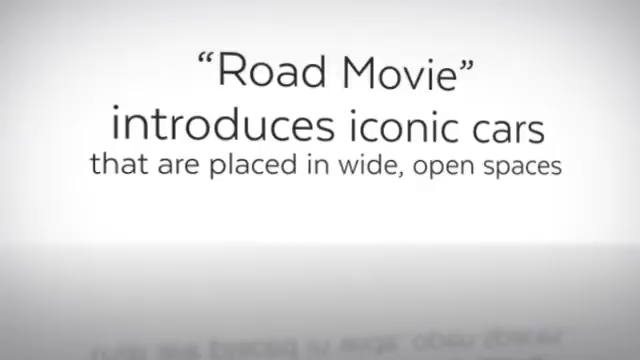 “Road Movie”
introduces iconic cars
that are placed in wide, open spaces